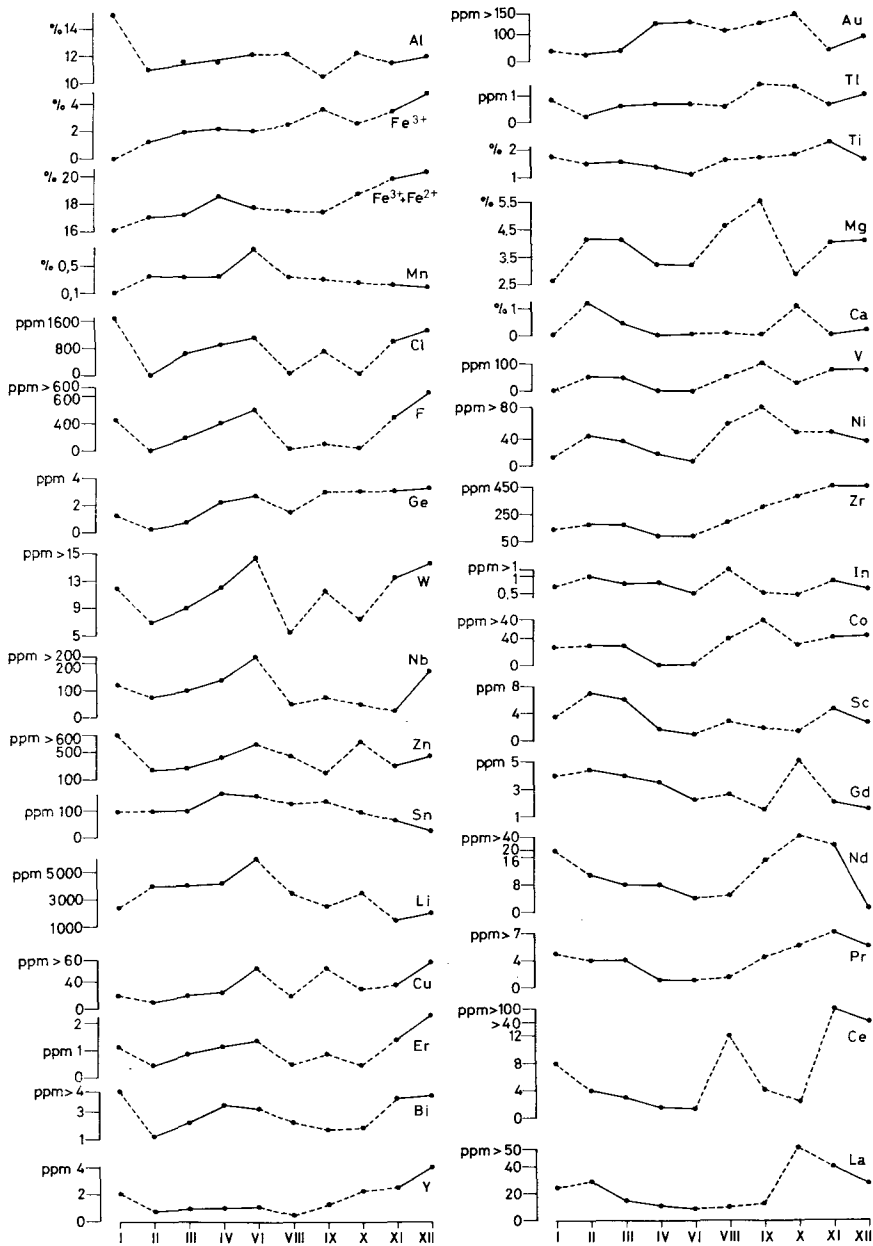 % 14
12
10
Al
% 4
2
0
Fe³⁺
% 20
18
16
Fe³⁺+Fe²⁺
% 0,5
0,1
Mn
ppm 1600
800
0
Cl
ppm > 600
600
400
0
F
ppm 4
2
0
Ge
ppm > 15
13
9
5
W
ppm > 200
200
100
0
Nb
ppm > 600
500
100
Zn
ppm 100
0
Sn
ppm 5000
3000
1000
Li
ppm > 60
40
0
Cu
2
ppm 1
0
Er
ppm > 4
3
1
Bi
ppm 4
2
0
Y
I II III IV VI VIII IX X XI XII
ppm > 150
100
0
Au
ppm 1
0
Tl
% 2
1
Ti
% 5.5
4.5
3.5
2.5
Mg
% 1
0
Ca
ppm 100
0
V
ppm > 80
40
0
Ni
ppm 450
250
50
Zr
ppm > 1
1
0.5
In
ppm > 40
40
0
Co
ppm 8
4
0
Sc
ppm 5
3
1
Gd
ppm > 40
20
16
8
0
Nd
ppm > 7
4
0
Pr
ppm > 100
> 40
12
8
4
0
Ce
ppm > 50
40
20
0
La
I II III IV VI VIII IX X XI XII